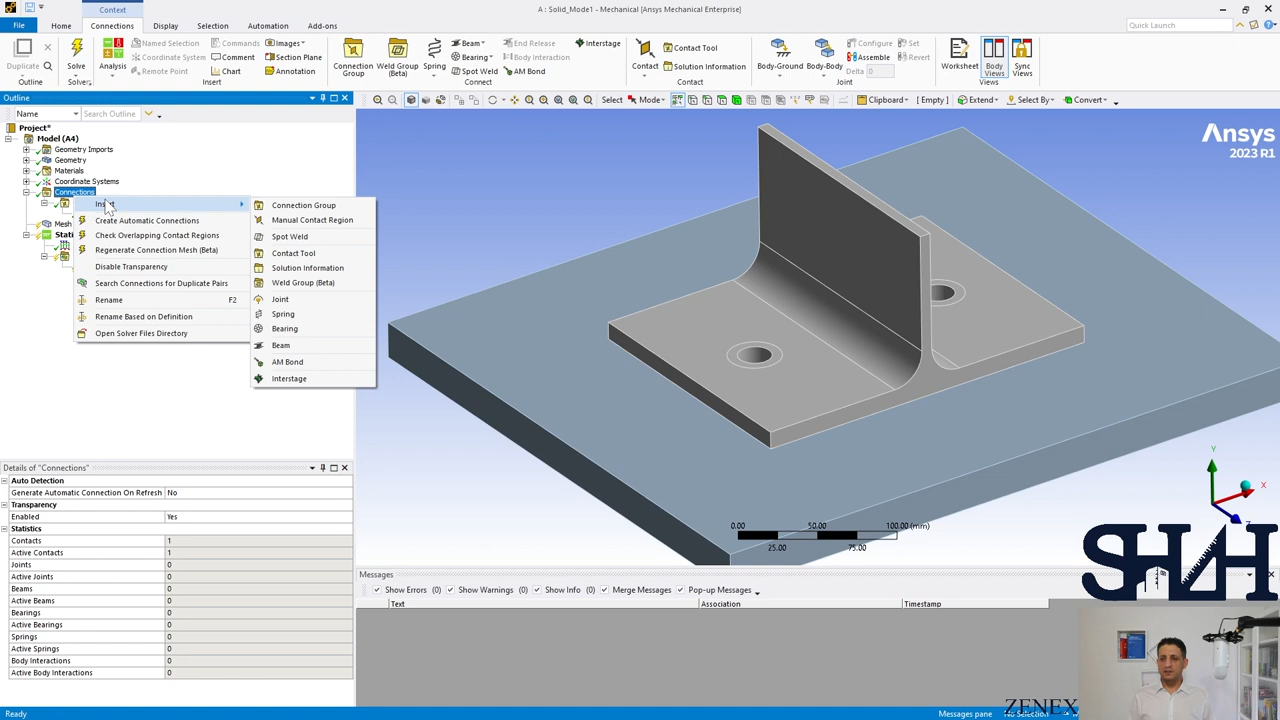 A : Solid_Mode1 - Mechanical [Ansys Mechanical Enterprise]
Context
File Home Connections Display Selection Automation Add-ons
Quick Launch
Duplicate
Outline
Solve
Solver
Analysis
Named Selection
Coordinate System
Remote Point
Commands
Comment
Chart
Images
Section Plane
Annotation
Insert
Connection Group
Weld Group (Beta)
Spring
Beam
Bearing
Spot Weld
End Release
Body Interaction
AM Bond
Connect
Interstage
Contact
Contact Tool
Solution Information
Contact
Body-Ground
Body-Body
Configure
Assemble
Delta 0
Set
Revert
Joint
Worksheet
Body Views
Sync Views
Views
Outline
Name
Search Outline
Select Mode
Clipboard [ Empty ] Extend Select By Convert
Project*
Model (A4)
Geometry Imports
Geometry
Materials
Coordinate Systems
Connections
Mesh
Insert
Create Automatic Connections
Check Overlapping Contact Regions
Regenerate Connection Mesh (Beta)
Disable Transparency
Search Connections for Duplicate Pairs
Rename F2
Rename Based on Definition
Open Solver Files Directory
Connection Group
Manual Contact Region
Spot Weld
Contact Tool
Solution Information
Weld Group (Beta)
Joint
Spring
Bearing
Beam
AM Bond
Interstage
Ansys
2023 R1
Y
X
Z
0.00 50.00 100.00 (mm)
25.00 75.00
Details of "Connections"
Auto Detection
Generate Automatic Connection On Refresh No
Transparency
Enabled Yes
Statistics
Contacts 1
Active Contacts 1
Joints 0
Active Joints 0
Beams 0
Active Beams 0
Bearings 0
Active Bearings 0
Springs 0
Active Springs 0
Body Interactions 0
Active Body Interactions 0
Messages
Show Errors (0) Show Warnings (0) Show Info (0) Merge Messages Pop-up Messages
Text Association Timestamp
ZENEX
Ready
Messages pane
No Selection